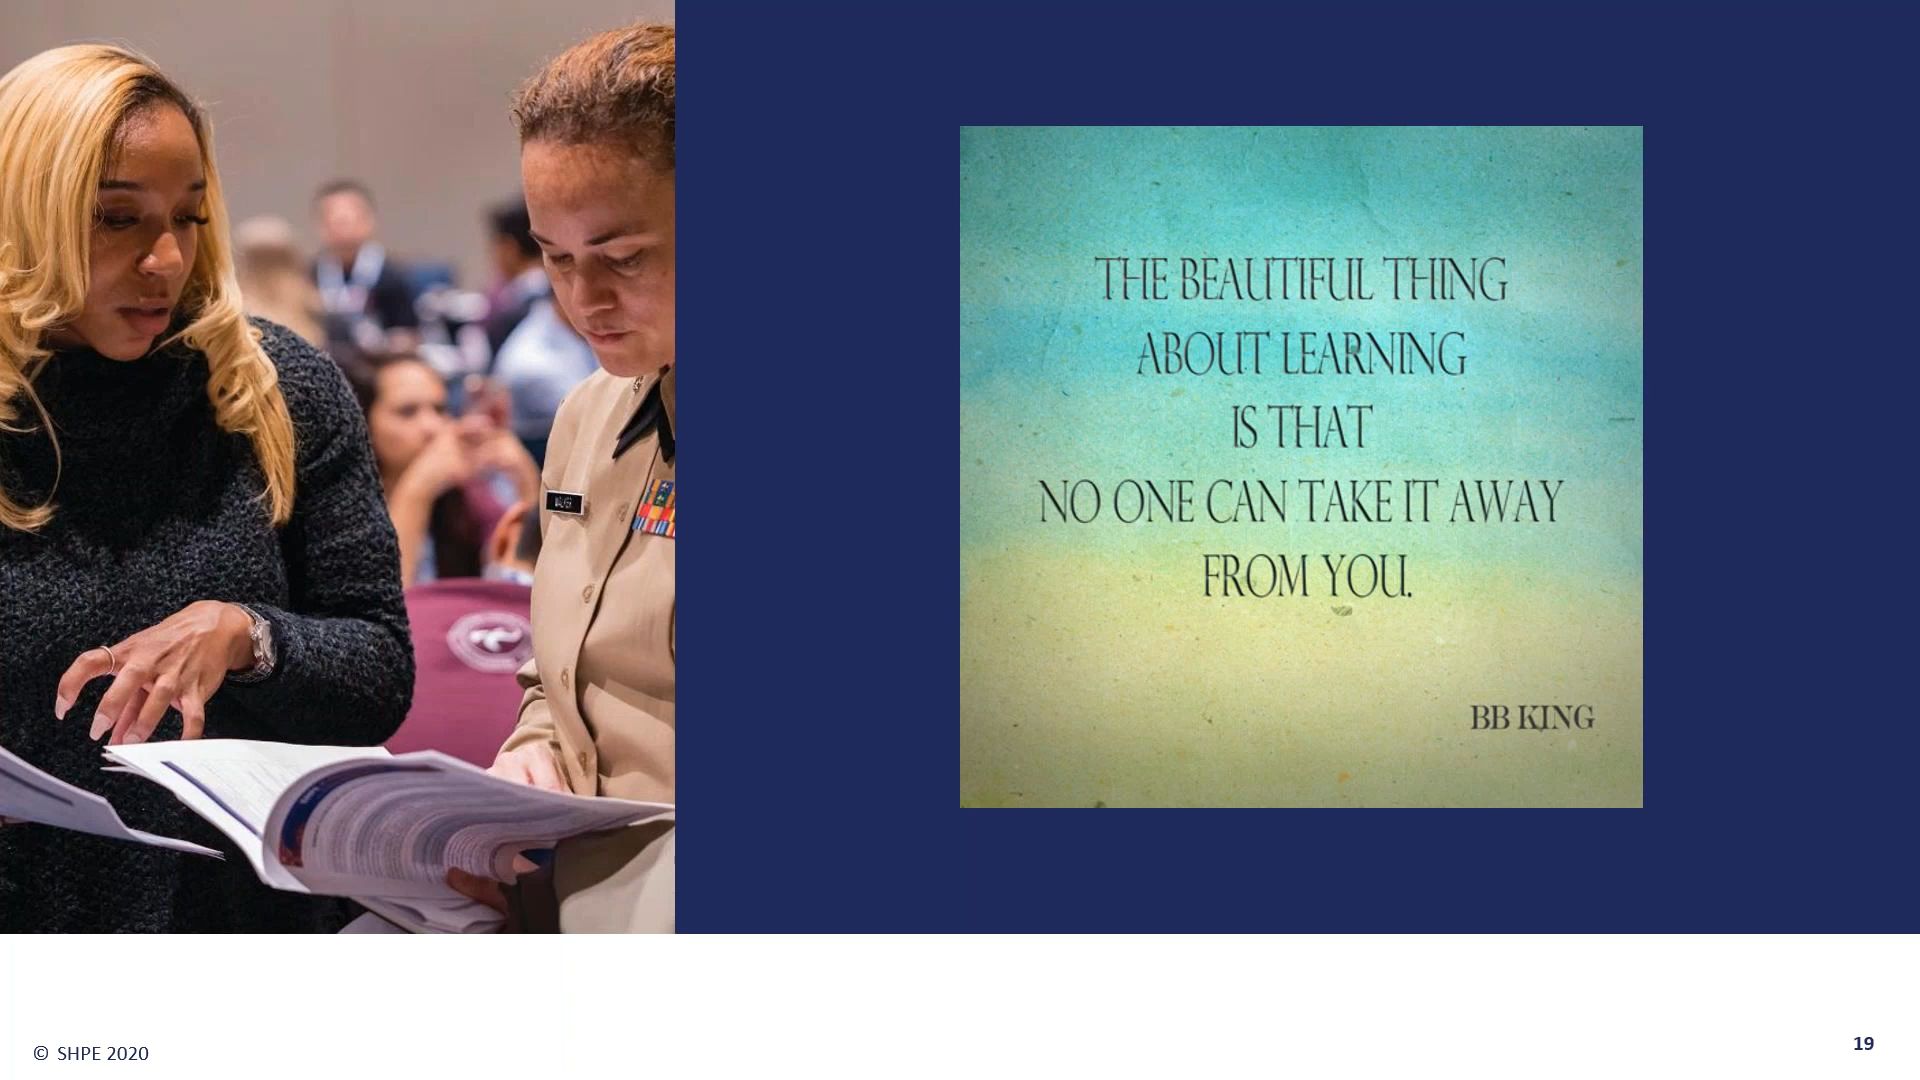 THE BEAUTIFUL THING
ABOUT LEARNING
IS THAT
NO ONE CAN TAKE IT AWAY
FROM YOU.
BB KING
© SHPE 2020
19